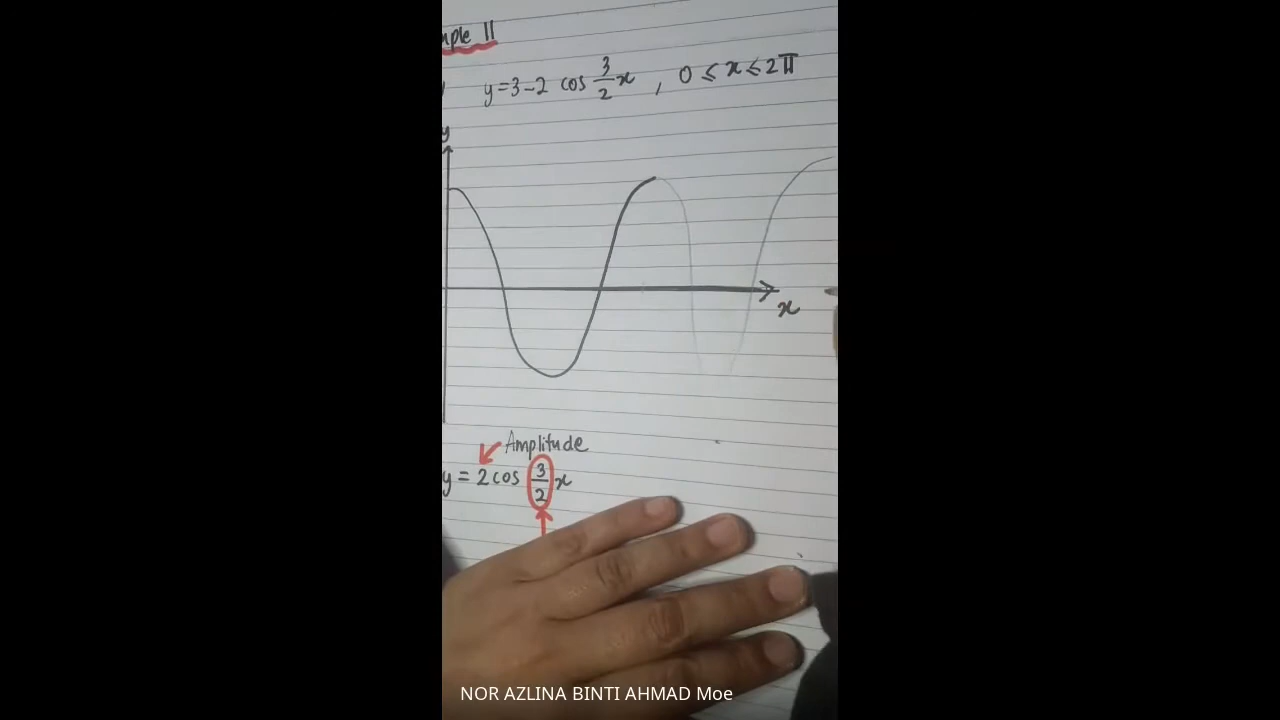 mple 11
y=3-2 cos 3/2 x , 0 ≤ x ≤ 2π
y
x
Amplitude
y = 2 cos 3/2 x
NOR AZLINA BINTI AHMAD Moe